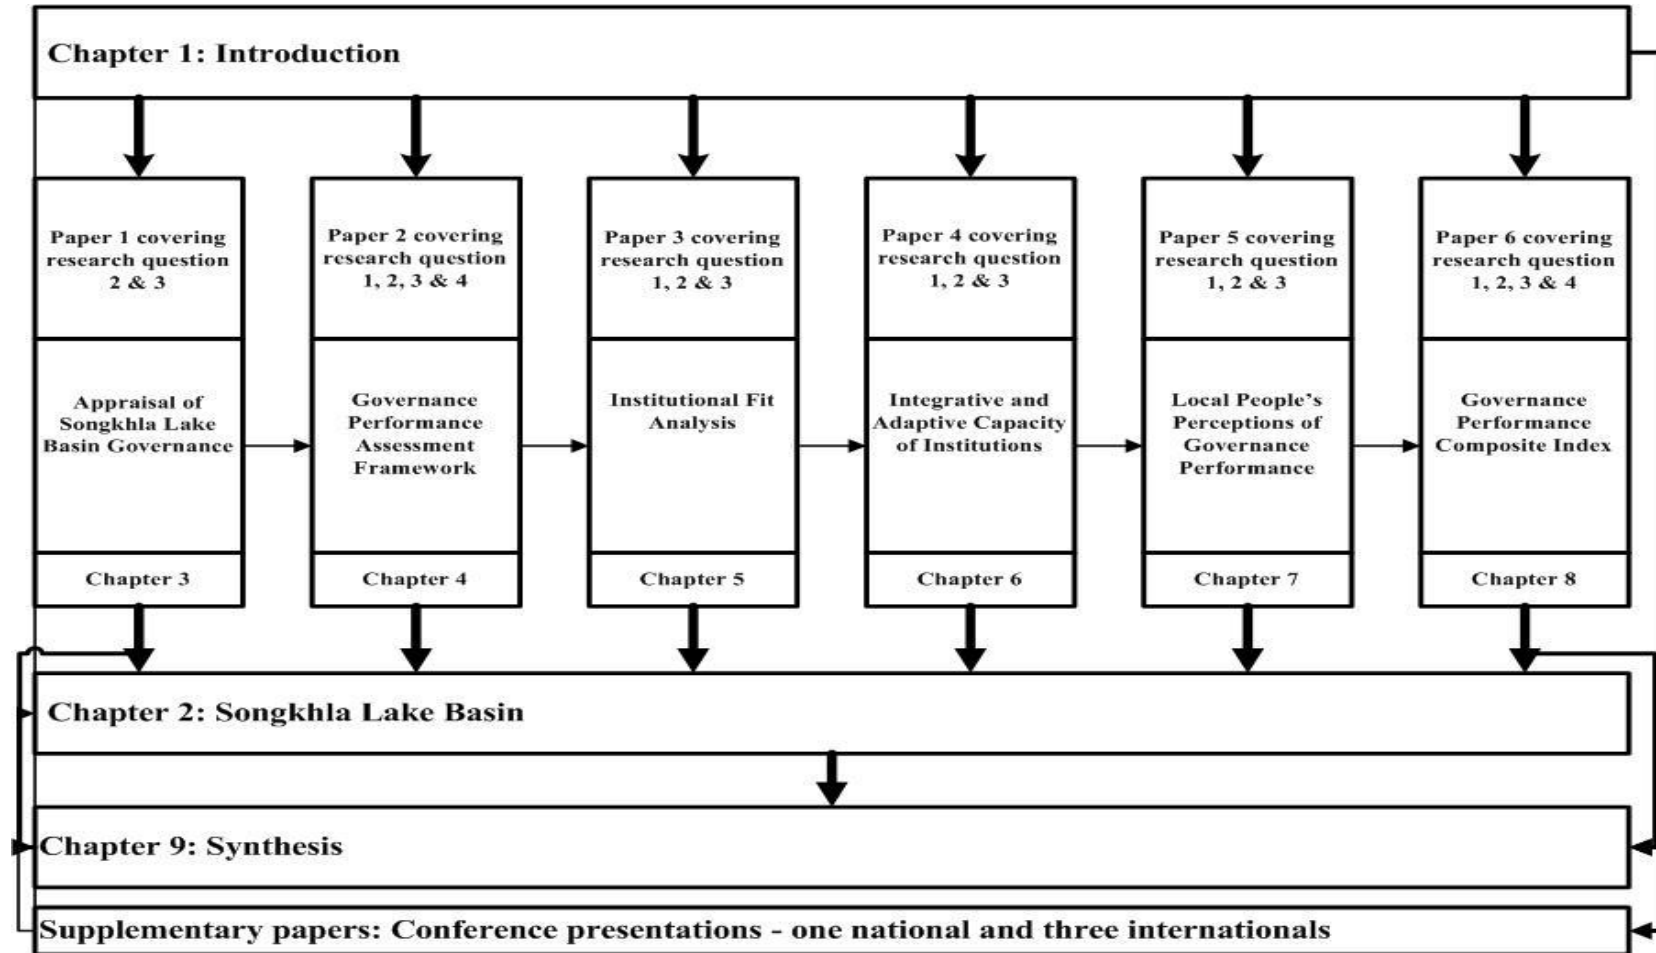 Chapter 1: Introduction
Paper 1 covering
research question
2 & 3
Appraisal of
Songkhla Lake
Basin Governance
Chapter 3
Paper 2 covering
research question
1, 2, 3 & 4
Governance
Performance
Assessment
Framework
Chapter 4
Paper 3 covering
research question
1, 2 & 3
Institutional Fit
Analysis
Chapter 5
Paper 4 covering
research question
1, 2 & 3
Integrative and
Adaptive Capacity
of Institutions
Chapter 6
Paper 5 covering
research question
1, 2 & 3
Local People's
Perceptions of
Governance
Performance
Chapter 7
Paper 6 covering
research question
1, 2, 3 & 4
Governance
Performance
Composite Index
Chapter 8
Chapter 2: Songkhla Lake Basin
Chapter 9: Synthesis
Supplementary papers: Conference presentations - one national and three internationals